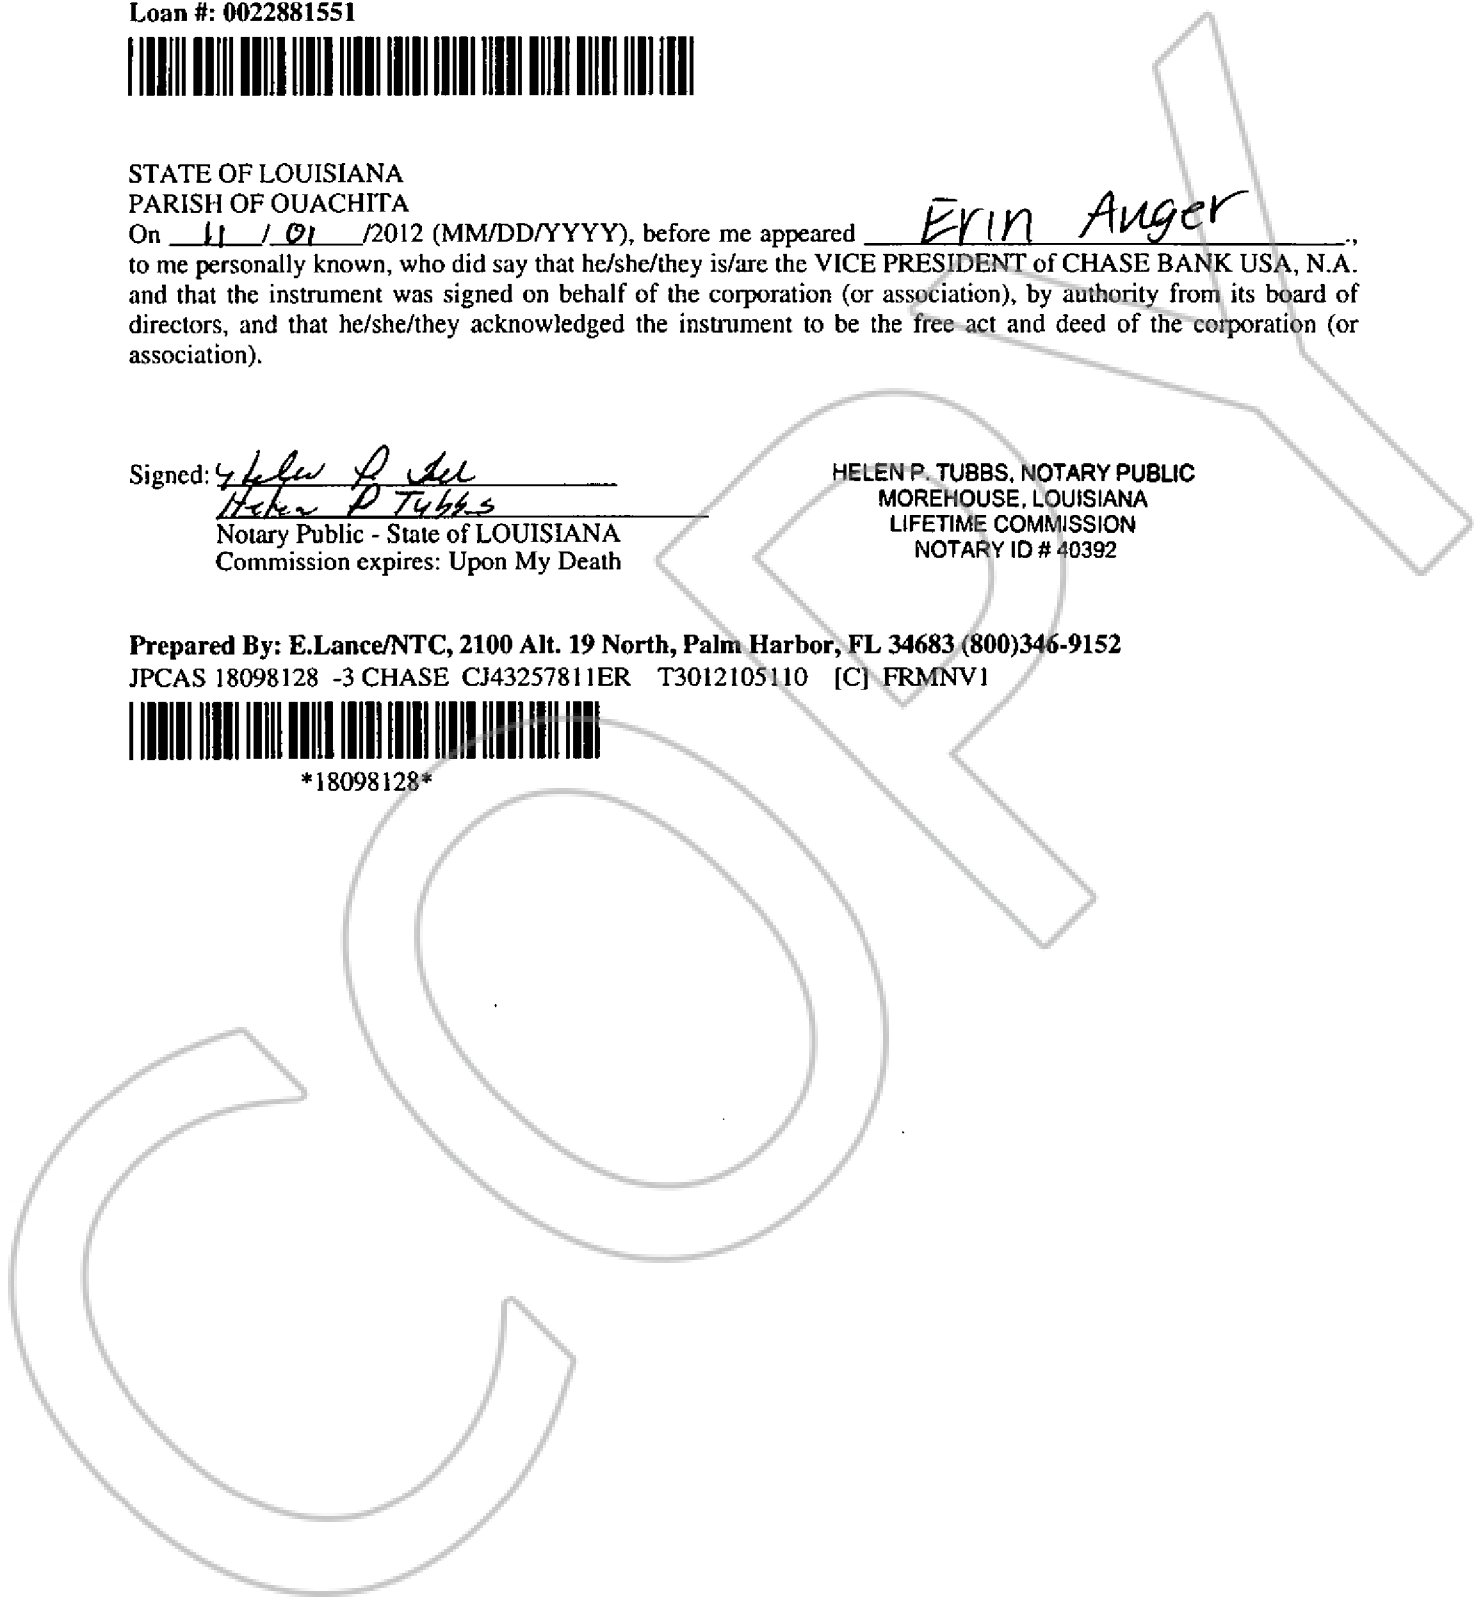 Loan #: 0022881551
STATE OF LOUISIANA
PARISH OF OUACHITA
On 11 / 01 /2012 (MM/DD/YYYY), before me appeared Erin Auger,
to me personally known, who did say that he/she/they is/are the VICE PRESIDENT of CHASE BANK USA, N.A.
and that the instrument was signed on behalf of the corporation (or association), by authority from its board of
directors, and that he/she/they acknowledged the instrument to be the free act and deed of the corporation (or
association).
Signed: Helen P
Helen P Tubbs
Notary Public - State of LOUISIANA
Commission expires: Upon My Death
HELEN P. TUBBS, NOTARY PUBLIC
MOREHOUSE, LOUISIANA
LIFETIME COMMISSION
NOTARY ID # 40392
Prepared By: E.Lance/NTC, 2100 Alt. 19 North, Palm Harbor, FL 34683 (800)346-9152
JPCAS 18098128 -3 CHASE CJ43257811ER T3012105110 [C] FRMNV1
*18098128*
COPY